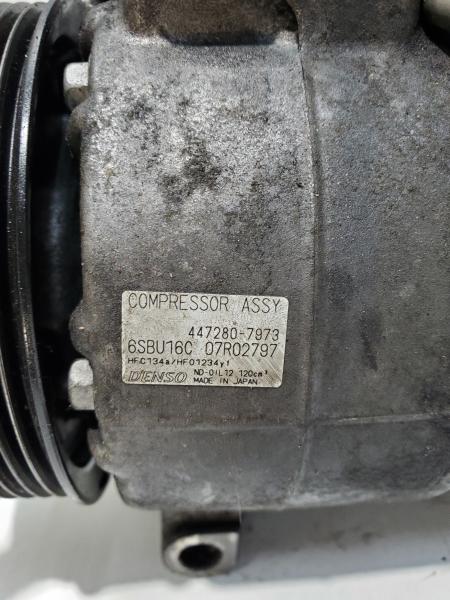 COMPRESSOR ASSY
447280-7973
6SBU16C 07R02797
HFC134a/HFO1234yf
DENSO ND-OIL12 120cm³
MADE IN JAPAN